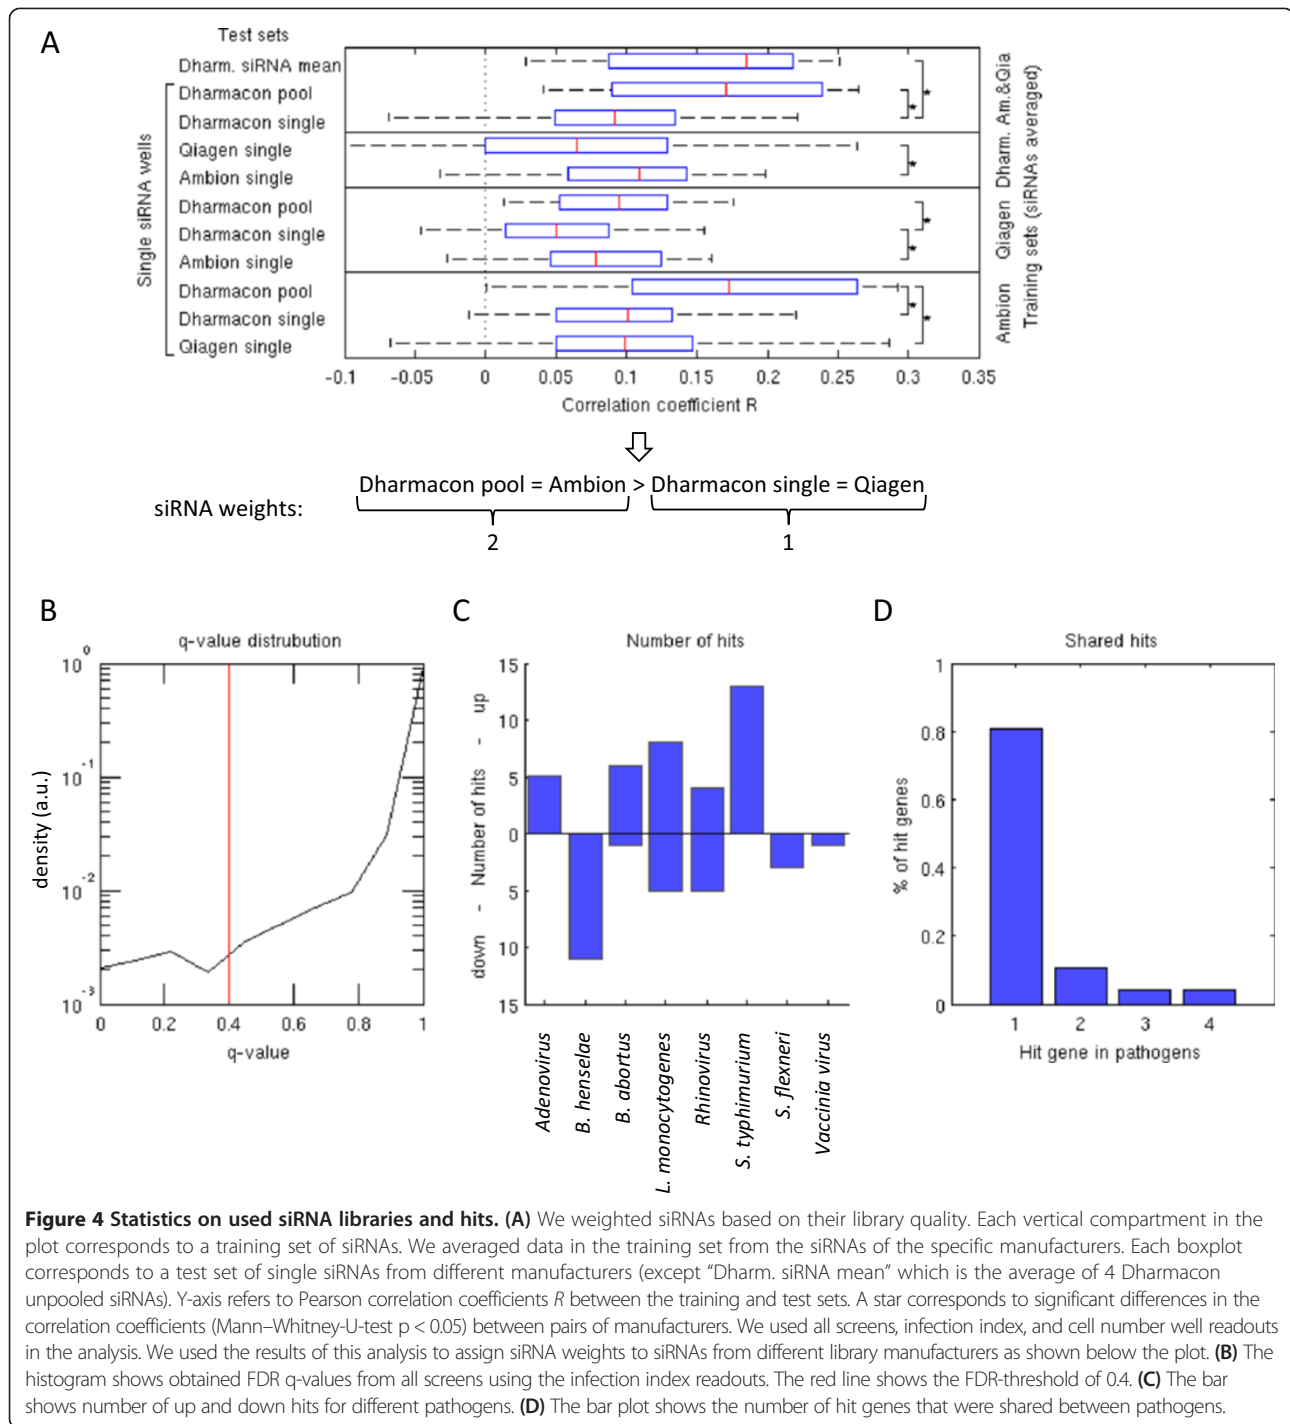 A
Test sets
Dharm. siRNA mean
Dharmacon pool
Dharmacon single
Qiagen single
Ambion single
Dharmacon pool
Dharmacon single
Ambion single
Dharmacon pool
Dharmacon single
Qiagen single
Single siRNA wells
Ambion Qiagen Dharm. Am.&Qia
Training sets (siRNAs averaged)
* * * * * * *
-0.1 -0.05 0 0.05 0.1 0.15 0.2 0.25 0.3 0.35
Correlation coefficient R
Dharmacon pool = Ambion > Dharmacon single = Qiagen
siRNA weights:
2 1
B
q-value distrubution
10^0
10^-1
10^-2
10^-3
density (a.u.)
0 0.2 0.4 0.6 0.8 1
q-value
C
Number of hits
15
10
5
0
5
10
15
down - Number of hits - up
Adenovirus
B. henselae
B. abortus
L. monocytogenes
Rhinovirus
S. typhimurium
S. flexneri
Vaccinia virus
D
Shared hits
1
0.8
0.6
0.4
0.2
0
% of hit genes
1 2 3 4
Hit gene in pathogens
Figure 4 Statistics on used siRNA libraries and hits. (A) We weighted siRNAs based on their library quality. Each vertical compartment in the
plot corresponds to a training set of siRNAs. We averaged data in the training set from the siRNAs of the specific manufacturers. Each boxplot
corresponds to a test set of single siRNAs from different manufacturers (except “Dharm. siRNA mean” which is the average of 4 Dharmacon
unpooled siRNAs). Y-axis refers to Pearson correlation coefficients R between the training and test sets. A star corresponds to significant differences in the
correlation coefficients (Mann–Whitney-U-test p < 0.05) between pairs of manufacturers. We used all screens, infection index, and cell number well readouts
in the analysis. We used the results of this analysis to assign siRNA weights to siRNAs from different library manufacturers as shown below the plot. (B) The
histogram shows obtained FDR q-values from all screens using the infection index readouts. The red line shows the FDR-threshold of 0.4. (C) The bar
shows number of up and down hits for different pathogens. (D) The bar plot shows the number of hit genes that were shared between pathogens.